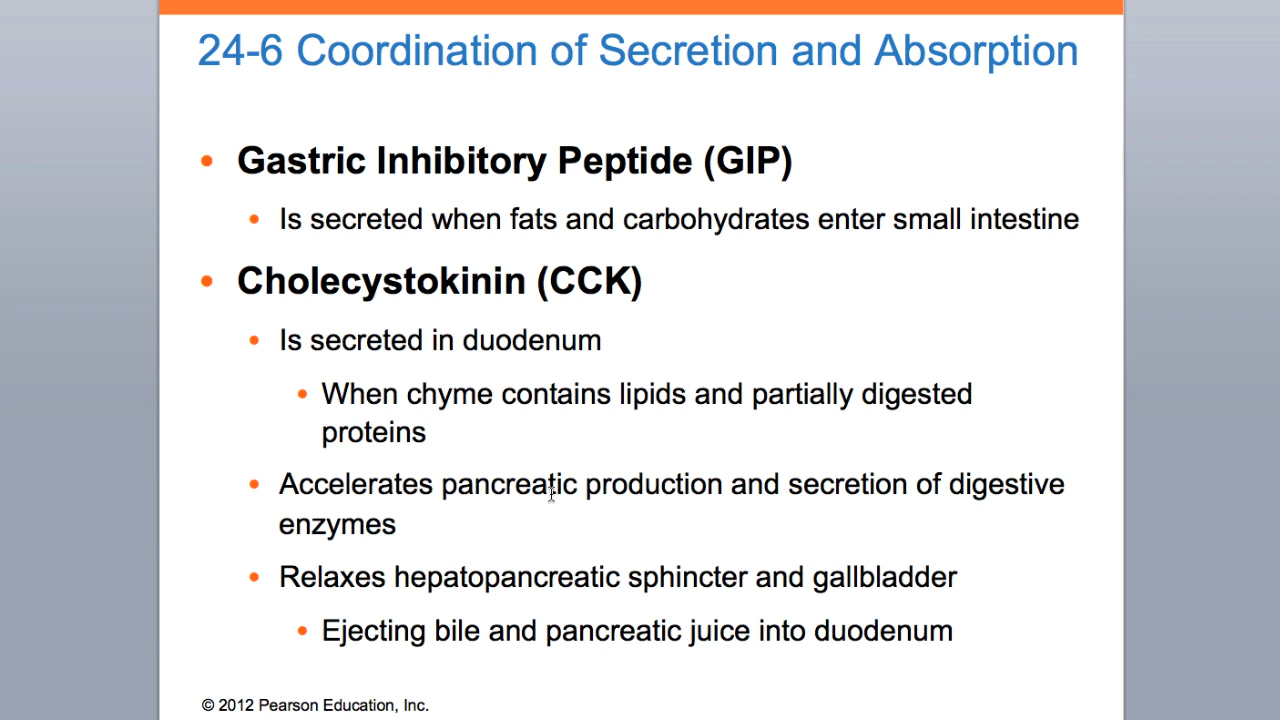 24-6 Coordination of Secretion and Absorption
• Gastric Inhibitory Peptide (GIP)
• Is secreted when fats and carbohydrates enter small intestine
• Cholecystokinin (CCK)
• Is secreted in duodenum
• When chyme contains lipids and partially digested
proteins
• Accelerates pancreatic production and secretion of digestive
enzymes
• Relaxes hepatopancreatic sphincter and gallbladder
• Ejecting bile and pancreatic juice into duodenum
© 2012 Pearson Education, Inc.